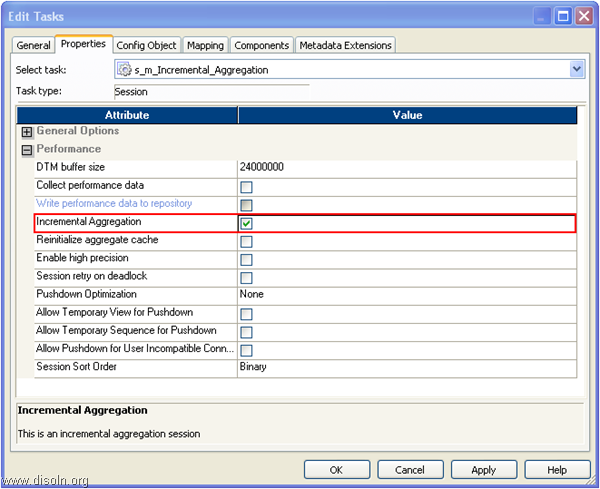 Edit Tasks
General Properties Config Object Mapping Components Metadata Extensions
Select task: s_m_Incremental_Aggregation
Task type: Session
Attribute Value
General Options
Performance
DTM buffer size 24000000
Collect performance data
Write performance data to repository
Incremental Aggregation
Reinitialize aggregate cache
Enable high precision
Session retry on deadlock
Pushdown Optimization None
Allow Temporary View for Pushdown
Allow Temporary Sequence for Pushdown
Allow Pushdown for User Incompatible Conn...
Session Sort Order Binary
Incremental Aggregation
This is an incremental aggregation session
OK Cancel Apply Help
www.disoln.org